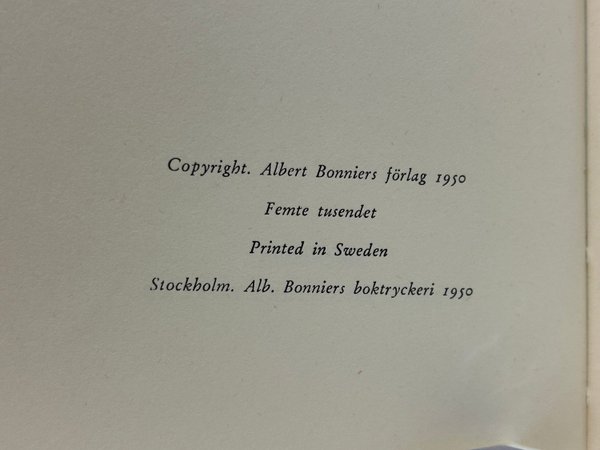 Copyright. Albert Bonniers förlag 1950
Femte tusendet
Printed in Sweden
Stockholm. Alb. Bonniers boktryckeri 1950